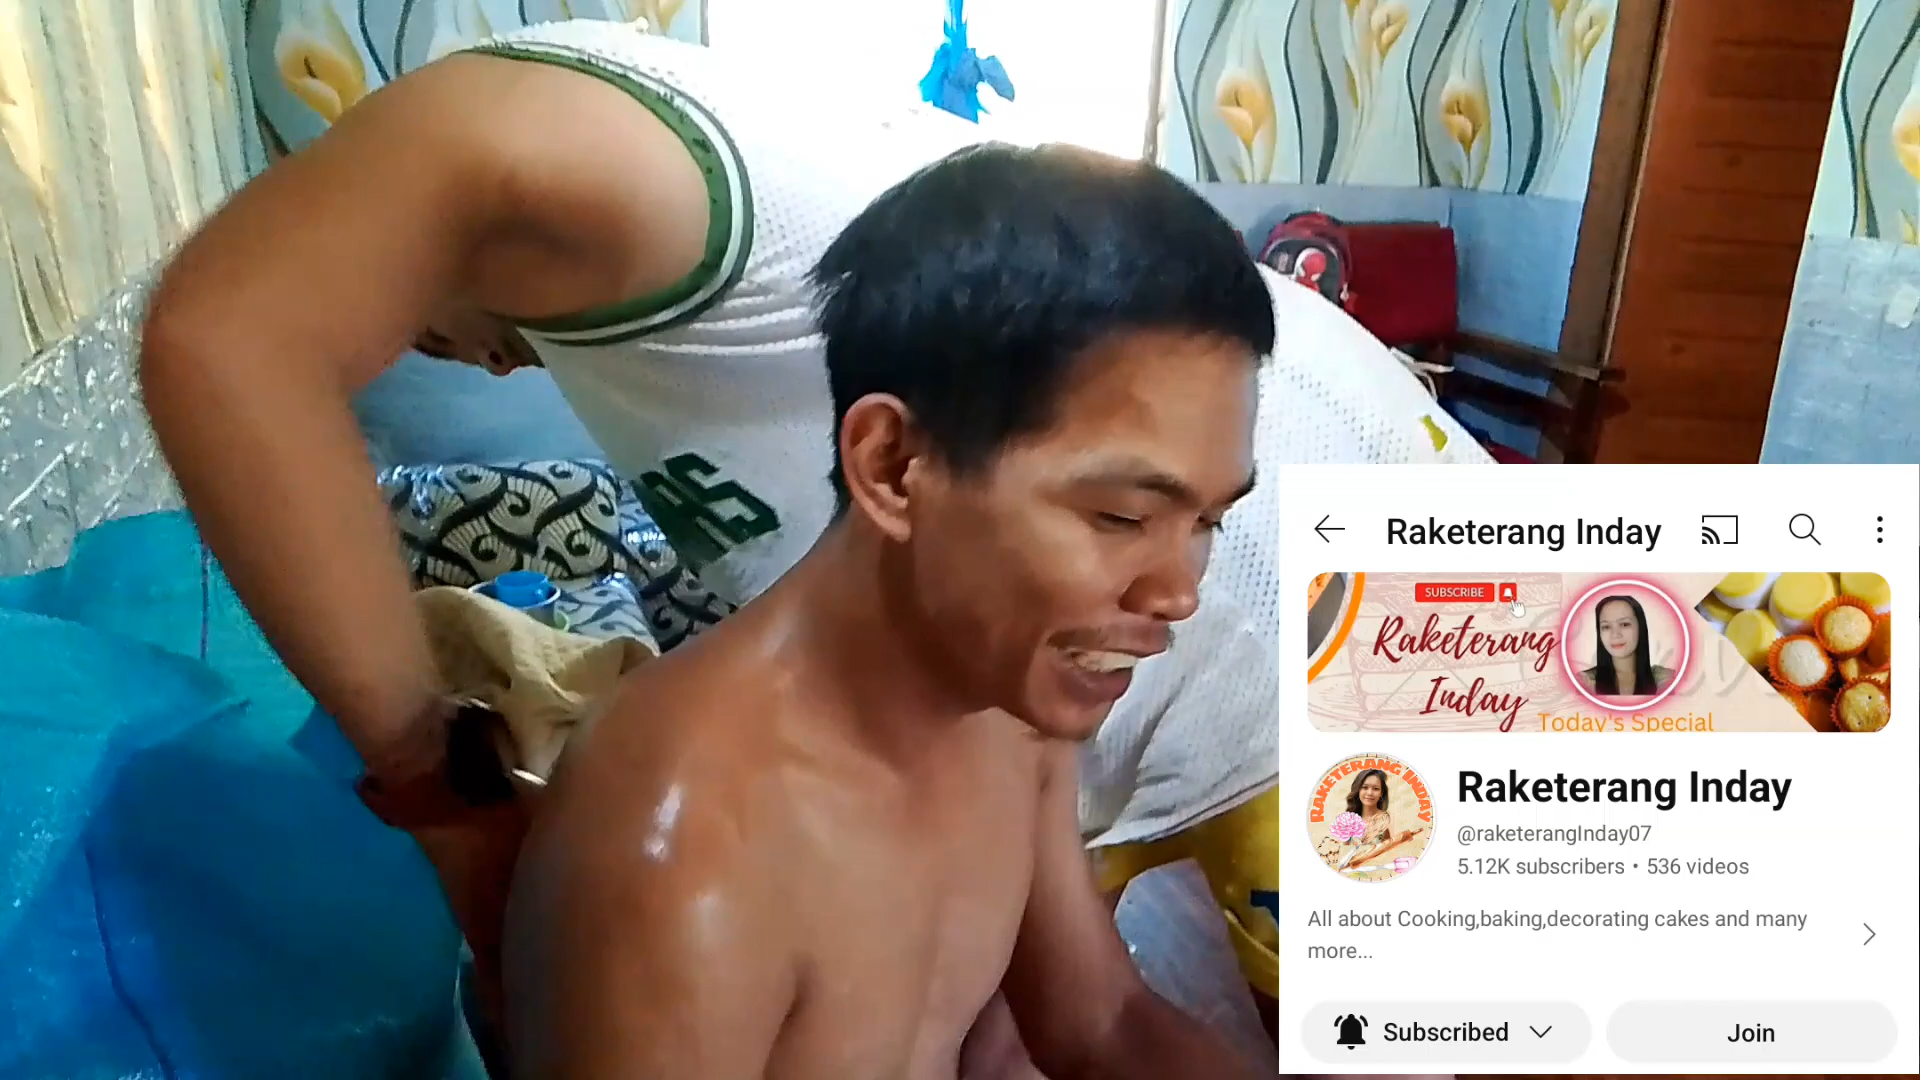 Raketerang Inday
SUBSCRIBE
Raketerang
Inday
Today's Special
RAKETERANG INDAY
Raketerang Inday
@raketerangInday07
5.12K subscribers • 536 videos
All about Cooking,baking,decorating cakes and many
more...
Subscribed
Join